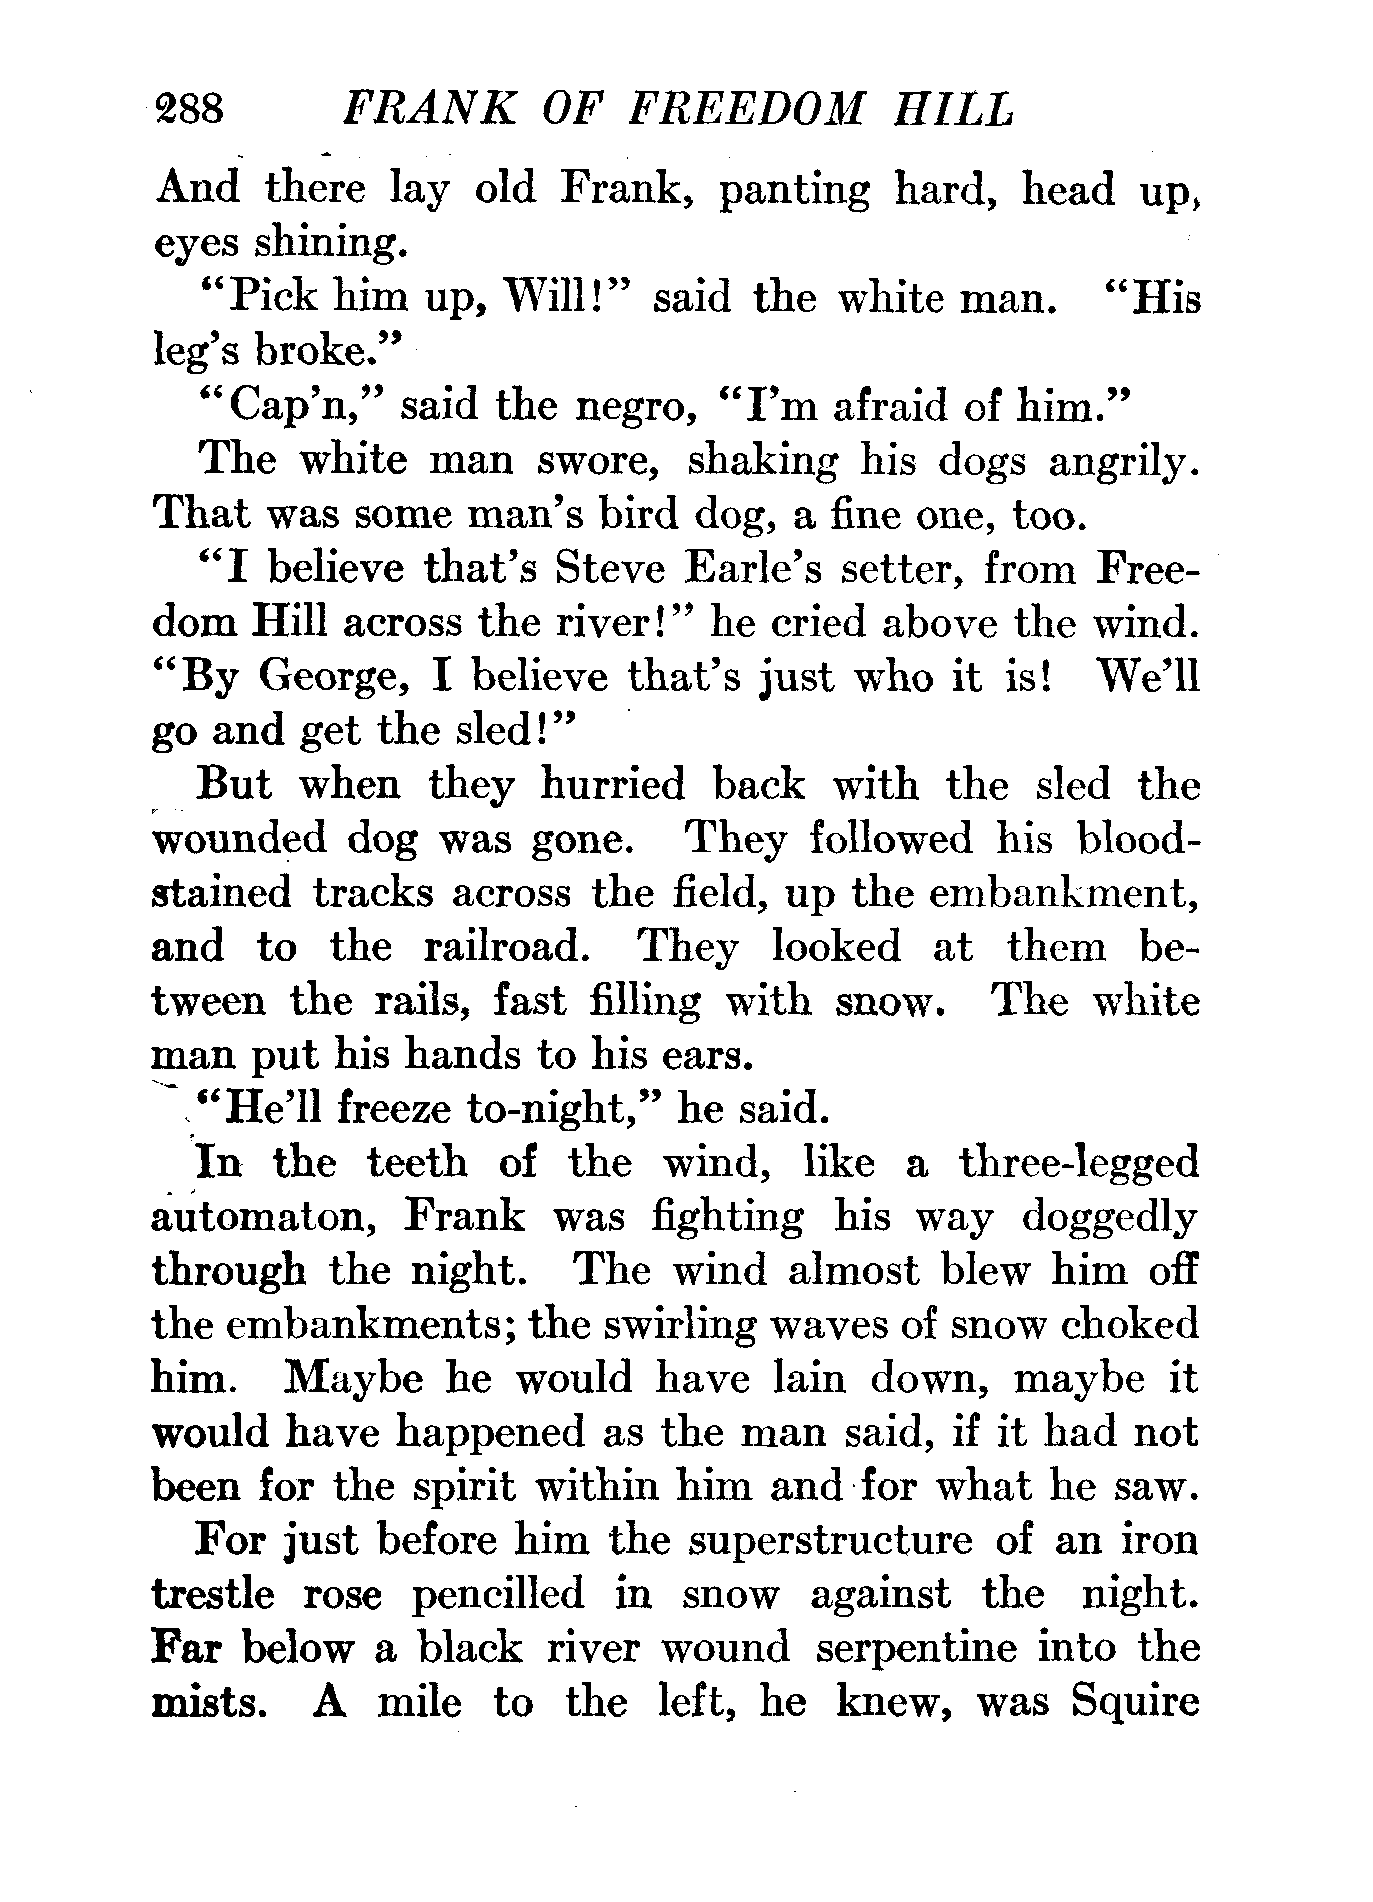 288 FRANK OF FREEDOM HILL
And there lay old Frank, panting hard, head up,
eyes shining.
“Pick him up, Will!” said the white man. “His
leg’s broke.”
“Cap’n,” said the negro, “I’m afraid of him.”
The white man swore, shaking his dogs angrily.
That was some man’s bird dog, a fine one, too.
“I believe that’s Steve Earle’s setter, from Free-
dom Hill across the river!” he cried above the wind.
“By George, I believe that’s just who it is! We’ll
go and get the sled!”
But when they hurried back with the sled the
wounded dog was gone. They followed his blood-
stained tracks across the field, up the embankment,
and to the railroad. They looked at them be-
tween the rails, fast filling with snow. The white
man put his hands to his ears.
“He’ll freeze to-night,” he said.
In the teeth of the wind, like a three-legged
automaton, Frank was fighting his way doggedly
through the night. The wind almost blew him off
the embankments; the swirling waves of snow choked
him. Maybe he would have lain down, maybe it
would have happened as the man said, if it had not
been for the spirit within him and for what he saw.
For just before him the superstructure of an iron
trestle rose pencilled in snow against the night.
Far below a black river wound serpentine into the
mists. A mile to the left, he knew, was Squire